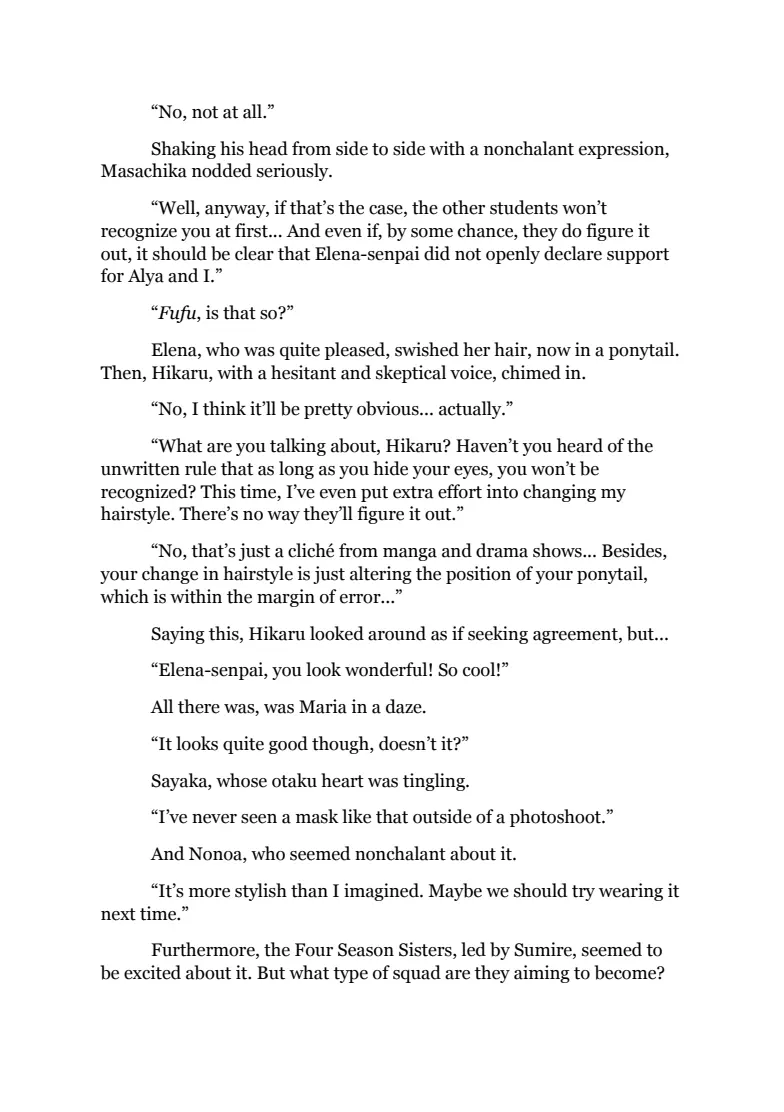 “No, not at all.”
Shaking his head from side to side with a nonchalant expression,
Masachika nodded seriously.
“Well, anyway, if that’s the case, the other students won’t
recognize you at first... And even if, by some chance, they do figure it
out, it should be clear that Elena-senpai did not openly declare support
for Alya and I.”
“Fufu, is that so?”
Elena, who was quite pleased, swished her hair, now in a ponytail.
Then, Hikaru, with a hesitant and skeptical voice, chimed in.
“No, I think it’ll be pretty obvious... actually.”
“What are you talking about, Hikaru? Haven’t you heard of the
unwritten rule that as long as you hide your eyes, you won’t be
recognized? This time, I’ve even put extra effort into changing my
hairstyle. There’s no way they’ll figure it out.”
“No, that’s just a cliché from manga and drama shows... Besides,
your change in hairstyle is just altering the position of your ponytail,
which is within the margin of error...”
Saying this, Hikaru looked around as if seeking agreement, but...
“Elena-senpai, you look wonderful! So cool!”
All there was, was Maria in a daze.
“It looks quite good though, doesn’t it?”
Sayaka, whose otaku heart was tingling.
“I’ve never seen a mask like that outside of a photoshoot.”
And Nonoa, who seemed nonchalant about it.
“It’s more stylish than I imagined. Maybe we should try wearing it
next time.”
Furthermore, the Four Season Sisters, led by Sumire, seemed to
be excited about it. But what type of squad are they aiming to become?